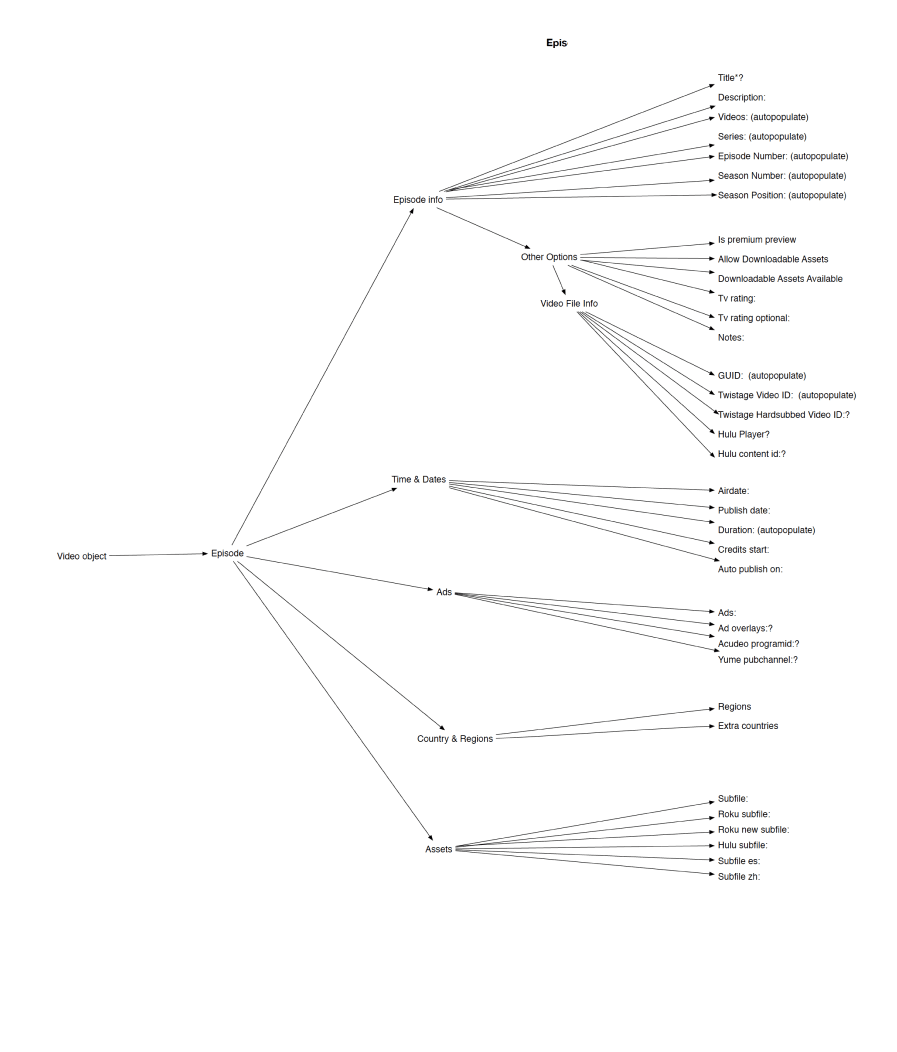 Epis
Title*?
Description:
Videos: (autopopulate)
Series: (autopopulate)
Episode Number: (autopopulate)
Season Number: (autopopulate)
Season Position: (autopopulate)
Episode info
Is premium preview
Other Options
Allow Downloadable Assets
Downloadable Assets Available
Tv rating:
Video File Info
Tv rating optional:
Notes:
GUID:  (autopopulate)
Twistage Video ID:  (autopopulate)
Twistage Hardsubbed Video ID:?
Hulu Player?
Hulu content id:?
Time & Dates
Airdate:
Publish date:
Duration: (autopopulate)
Credits start:
Auto publish on:
Video object
Episode
Ads
Ads:
Ad overlays:?
Acudeo programid:?
Yume pubchannel:?
Regions
Extra countries
Country & Regions
Subfile:
Roku subfile:
Roku new subfile:
Hulu subfile:
Assets
Subfile es:
Subfile zh: